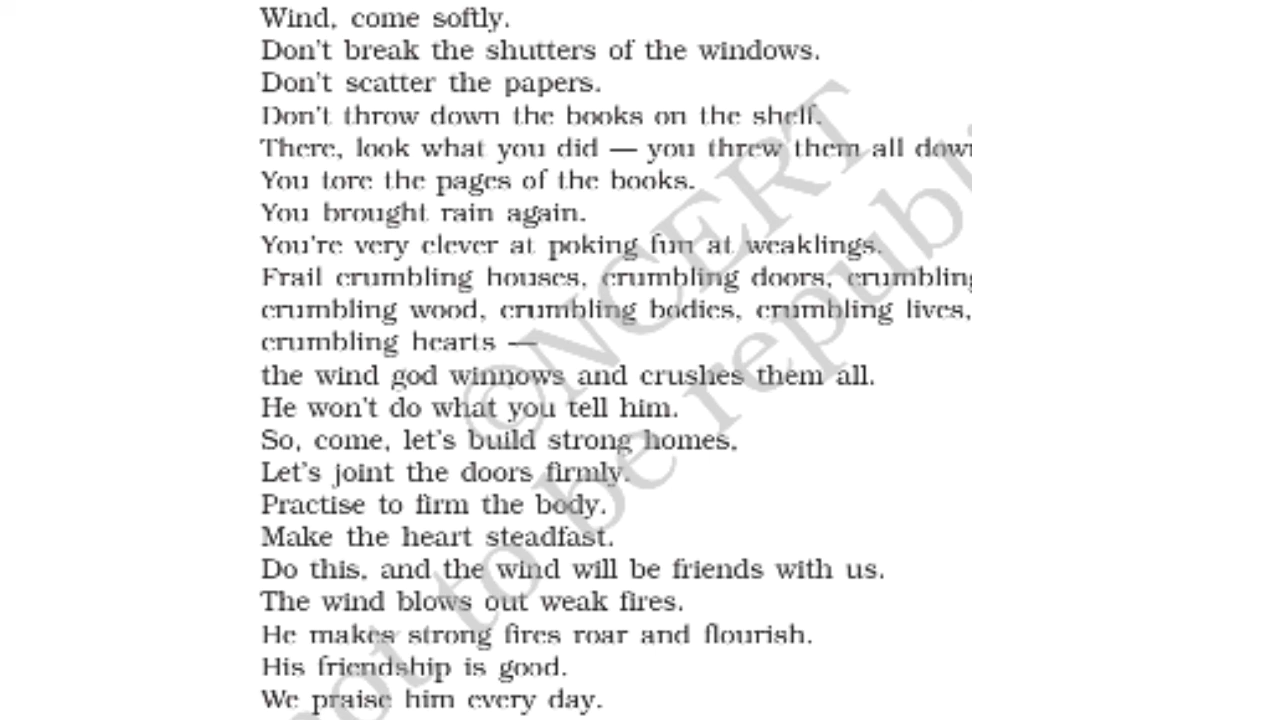 Wind, come softly.
Don't break the shutters of the windows.
Don't scatter the papers.
Don't throw down the books on the shelf.
There, look what you did — you threw them all
You tore the pages of the books.
You brought rain again.
You're very clever at poking fun at weaklings.
Frail crumbling houses, crumbling doors, crumbling
crumbling wood, crumbling bodies, crumbling lives,
crumbling hearts —
the wind god winnows and crushes them all.
He won't do what you tell him.
So, come, let's build strong homes,
Let's joint the doors firmly.
Practise to firm the body.
Make the heart steadfast.
Do this, and the wind will be friends with us.
The wind blows out weak fires.
He makes strong fires roar and flourish.
His friendship is good.
We praise him every day.
©NCERT
not to be republ